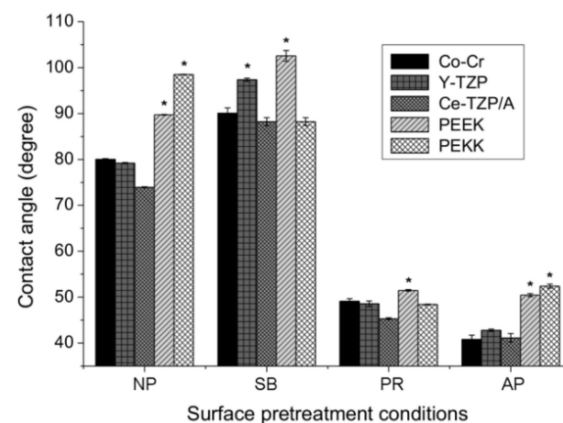 110
100
90
80
70
60
50
40
Contact angle (degree)
Co-Cr
Y-TZP
Ce-TZP/A
PEEK
PEKK
* * * * * * *
NP SB PR AP
Surface pretreatment conditions